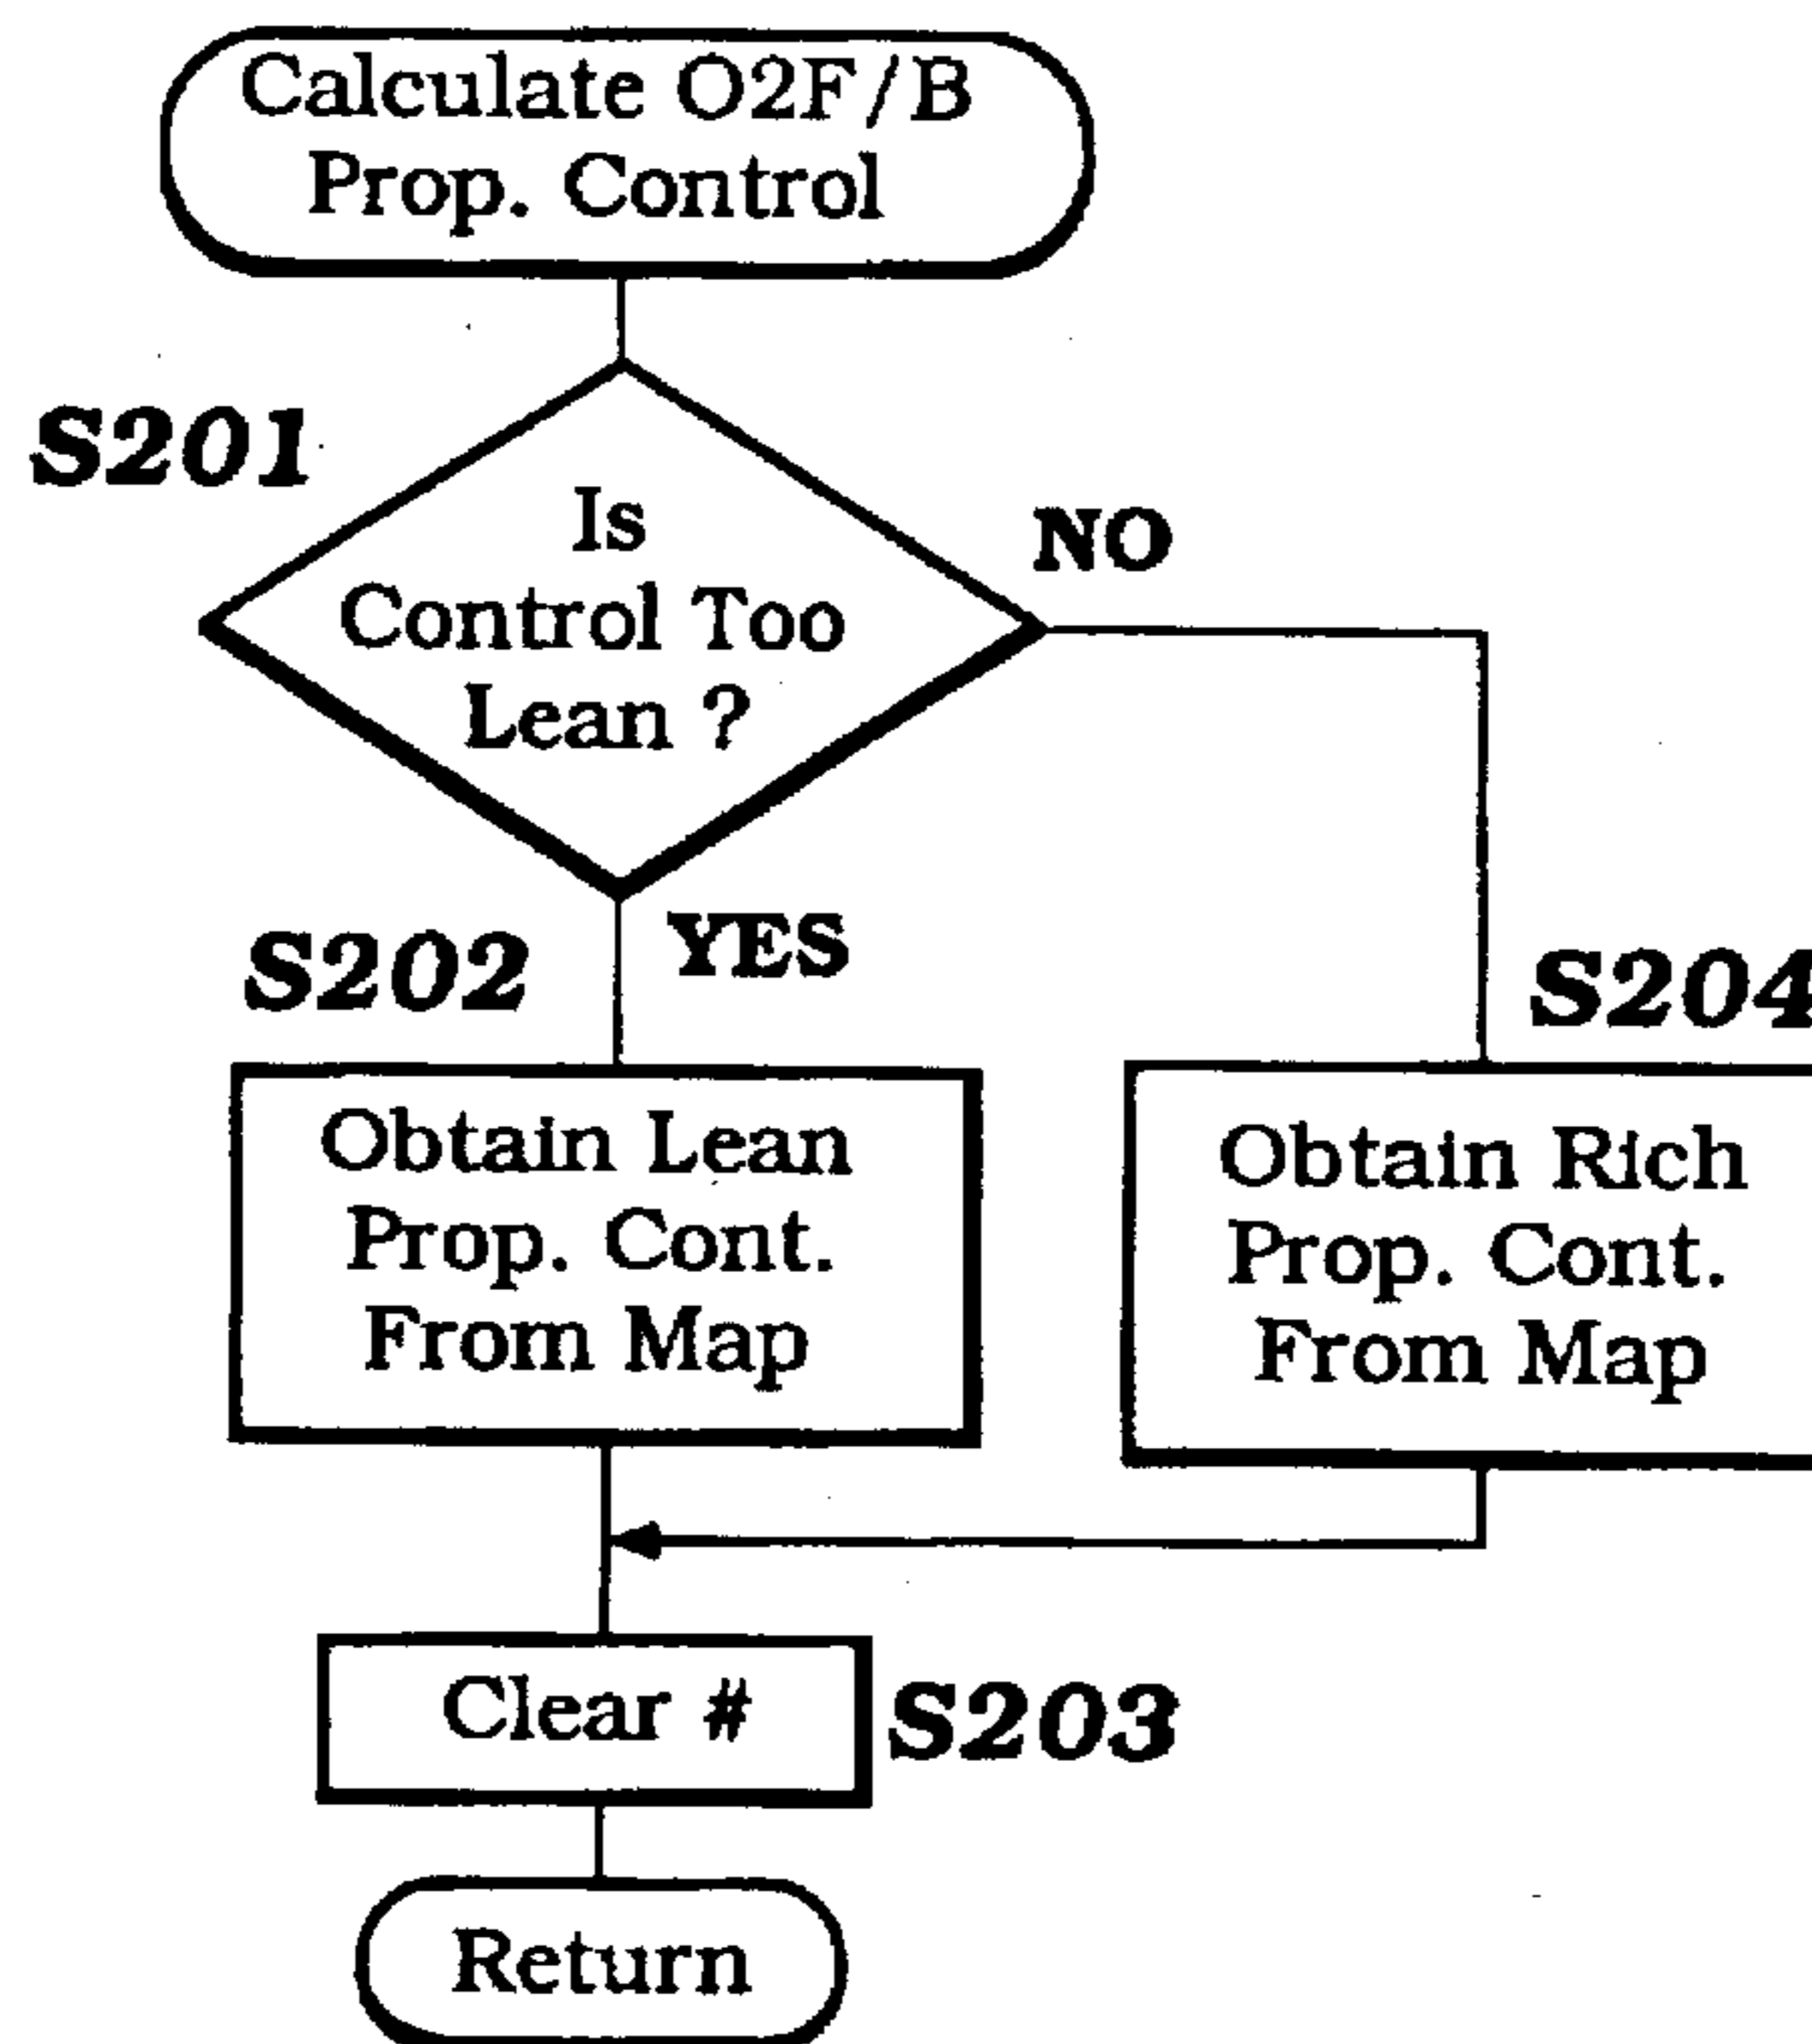 Calculate O2F/B
Prop. Control
S201
Is
Control Too
Lean ?
NO
YES
S202
S204
Obtain Lean
Prop. Cont.
From Map
Obtain Rich
Prop. Cont.
From Map
Clear #
S203
Return